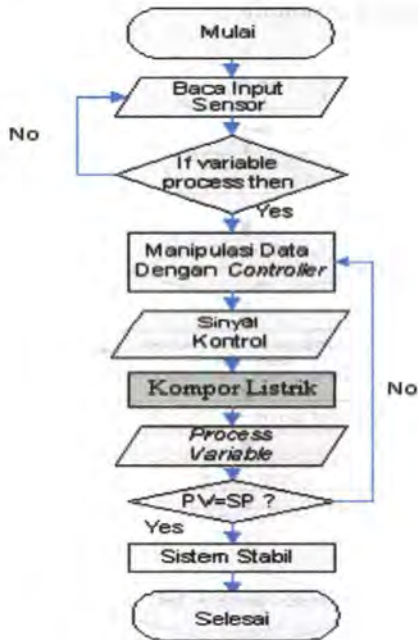 Mulai
Baca Input
Sensor
No
If variable
process then
Yes
Manipulasi Data
Dengan Controller
Sinyal
Kontrol
Kompor Listrik
No
Process
Variable
PV=SP ?
Yes
Sistem Stabil
Selesai